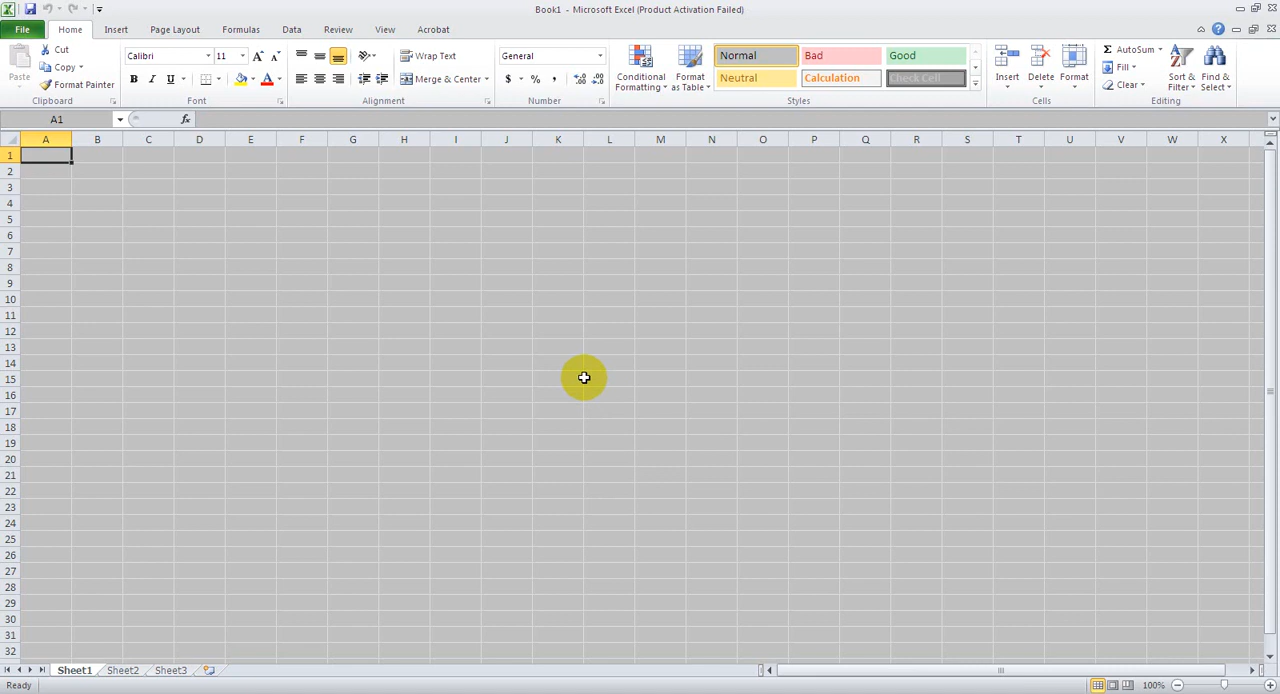 Book1 - Microsoft Excel (Product Activation Failed)
File Home Insert Page Layout Formulas Data Review View Acrobat
Paste
Cut
Copy
Format Painter
Clipboard
Calibri 11
B I U
Font
Wrap Text
Merge & Center
Alignment
General
$ % ,
Number
Conditional Formatting
Format as Table
Normal Bad Good
Neutral Calculation Check Cell
Styles
Insert Delete Format
Cells
Σ AutoSum
Fill
Clear
Sort & Filter
Find & Select
Editing
A1 fx
A B C D E F G H I J K L M N O P Q R S T U V W X
1
2
3
4
5
6
7
8
9
10
11
12
13
14
15
16
17
18
19
20
21
22
23
24
25
26
27
28
29
30
31
32
Sheet1 Sheet2 Sheet3
Ready 100%